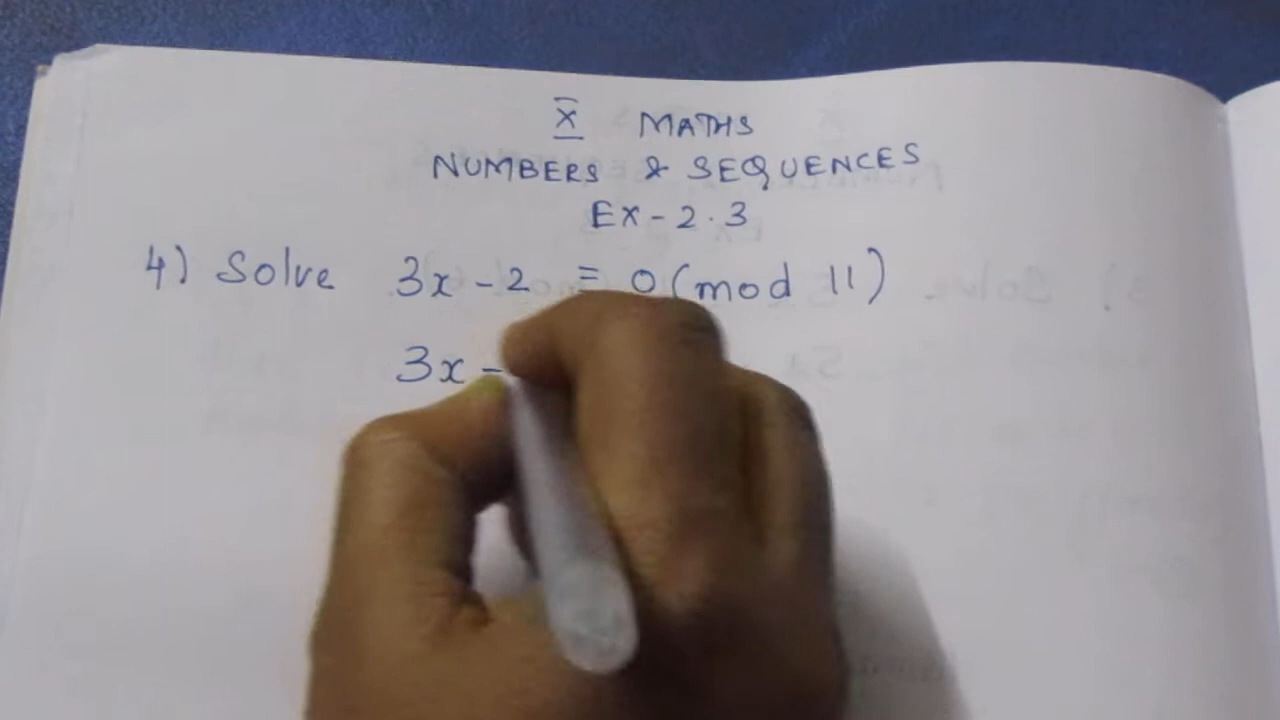 X MATHS
NUMBERS & SEQUENCES
EX-2.3
4) Solve 3x - 2 = 0 (mod 11)
3x -